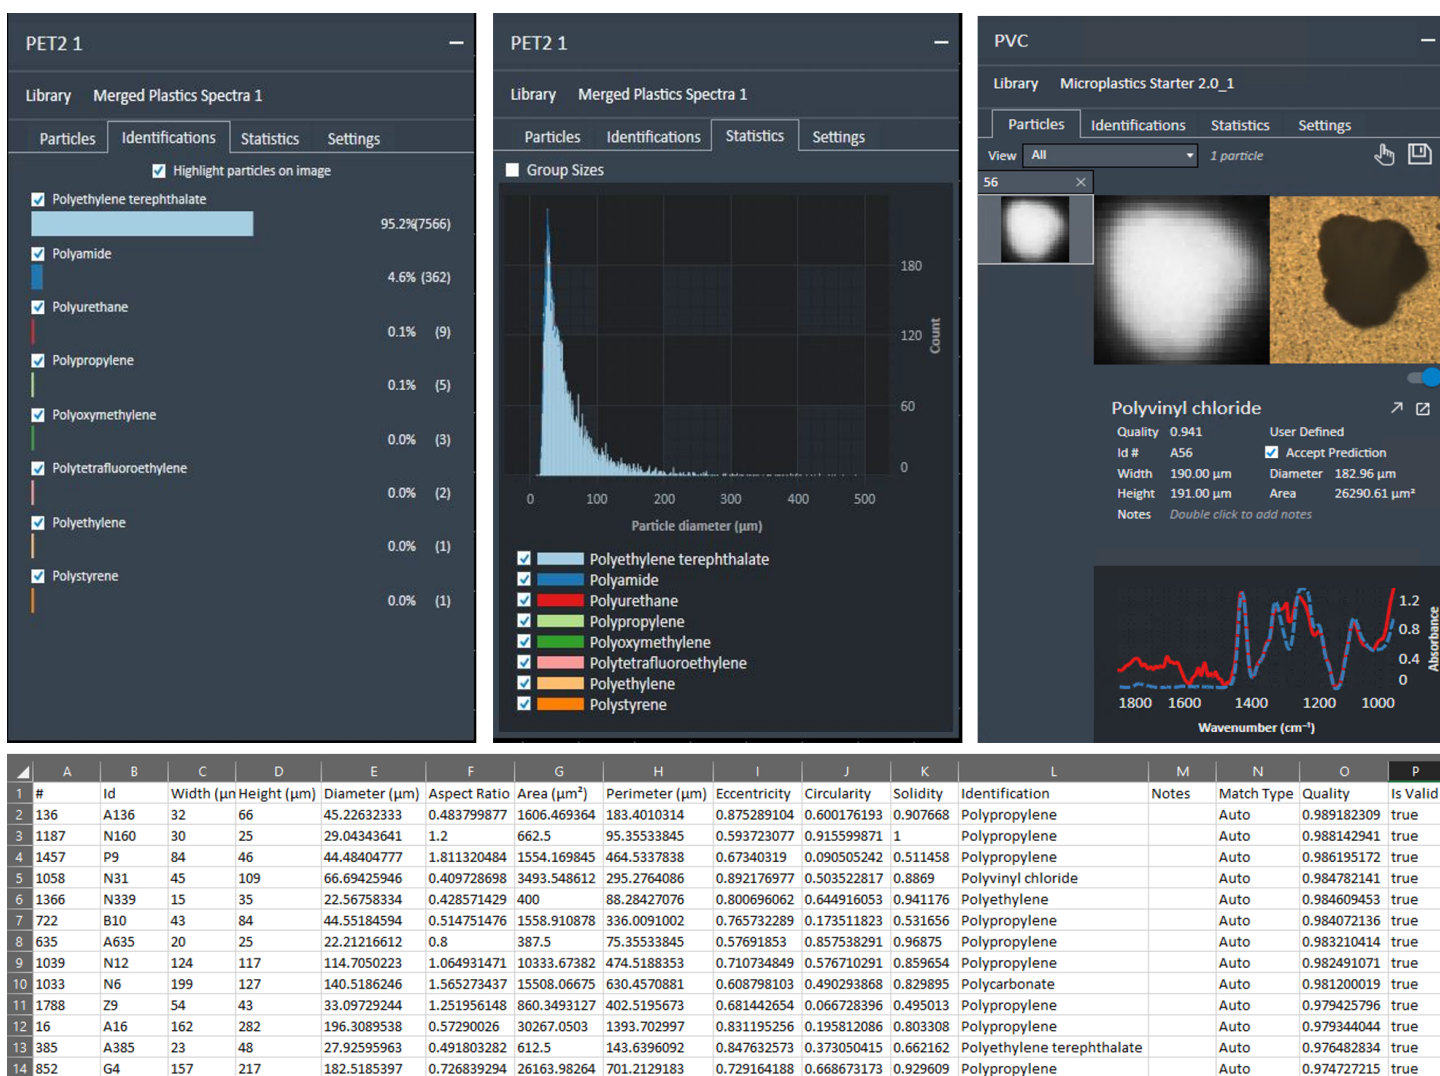 PET2 1
Library Merged Plastics Spectra 1
Particles Identifications Statistics Settings
Highlight particles on image
Polyethylene terephthalate
95.2% (7566)
Polyamide
4.6% (362)
Polyurethane
0.1% (9)
Polypropylene
0.1% (5)
Polyoxymethylene
0.0% (3)
Polytetrafluoroethylene
0.0% (2)
Polyethylene
0.0% (1)
Polystyrene
0.0% (1)
PET2 1
Library Merged Plastics Spectra 1
Particles Identifications Statistics Settings
Group Sizes
180
120
60
0
Count
0 100 200 300 400 500
Particle diameter (µm)
Polyethylene terephthalate
Polyamide
Polyurethane
Polypropylene
Polyoxymethylene
Polytetrafluoroethylene
Polyethylene
Polystyrene
PVC
Library Microplastics Starter 2.0_1
Particles Identifications Statistics Settings
View All 1 particle
56
Polyvinyl chloride
Quality 0.941 User Defined
Id # A56 Accept Prediction
Width 190.00 µm Diameter 182.96 µm
Height 191.00 µm Area 26290.61 µm²
Notes Double click to add notes
1.2
0.8
0.4
0
Absorbance
1800 1600 1400 1200 1000
Wavenumber (cm⁻¹)
A B C D E F G H I J K L M N O P
1 # Id Width (µn Height (µm) Diameter (µm) Aspect Ratio Area (µm²) Perimeter (µm) Eccentricity Circularity Solidity Identification Notes Match Type Quality Is Valid
2 136 A136 32 66 45.22632333 0.483799877 1606.469364 183.4010314 0.875289104 0.600176193 0.907668 Polypropylene Auto 0.989182309 true
3 1187 N160 30 25 29.04343641 1.2 662.5 95.35533845 0.593723077 0.915599871 1 Polypropylene Auto 0.988142941 true
4 1457 P9 84 46 44.48404777 1.811320484 1554.169845 464.5337838 0.67340319 0.090505242 0.511458 Polypropylene Auto 0.986195172 true
5 1058 N31 45 109 66.69425946 0.409728698 3493.548612 295.2764086 0.892176977 0.503522817 0.8869 Polyvinyl chloride Auto 0.984782141 true
6 1366 N339 15 35 22.56758334 0.428571429 400 88.28427076 0.800696062 0.644916053 0.941176 Polyethylene Auto 0.984609453 true
7 722 B10 43 84 44.55184594 0.514751476 1558.910878 336.0091002 0.765732289 0.173511823 0.531656 Polypropylene Auto 0.984072136 true
8 635 A635 20 25 22.21216612 0.8 387.5 75.35533845 0.57691853 0.857538291 0.96875 Polypropylene Auto 0.983210414 true
9 1039 N12 124 117 114.7050223 1.064931471 10333.67382 474.5188353 0.710734849 0.576710291 0.859654 Polypropylene Auto 0.982491071 true
10 1033 N6 199 127 140.5186246 1.565273437 15508.06675 630.4570881 0.608798103 0.490293868 0.829895 Polycarbonate Auto 0.981200019 true
11 1788 Z9 54 43 33.09729244 1.251956148 860.3493127 402.5195673 0.681442654 0.066728396 0.495013 Polypropylene Auto 0.979425796 true
12 16 A16 162 282 196.3089538 0.57290026 30267.0503 1393.702997 0.831195256 0.195812086 0.803308 Polypropylene Auto 0.979344044 true
13 385 A385 23 48 27.92595963 0.491803282 612.5 143.6396092 0.847632573 0.373050415 0.662162 Polyethylene terephthalate Auto 0.976482834 true
14 852 G4 157 217 182.5185397 0.726839294 26163.98264 701.2129183 0.729164188 0.668673173 0.929609 Polypropylene Auto 0.974727215 true